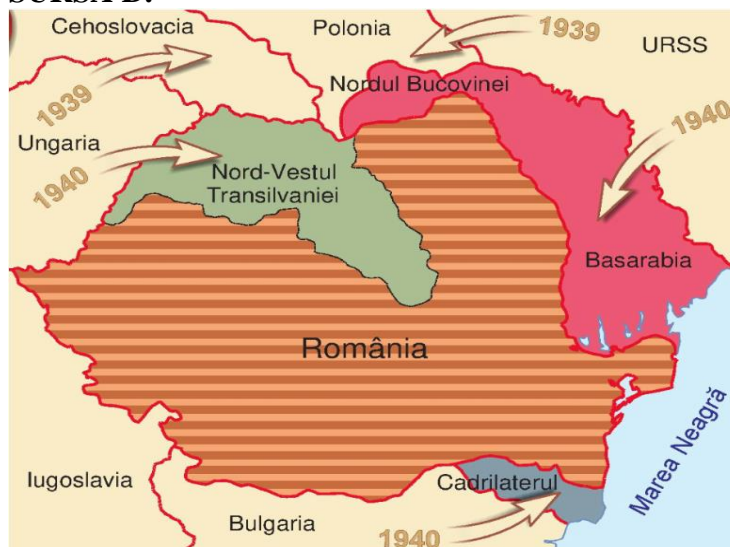 SURSA B:
Cehoslovacia
Polonia
1939
URSS
Nordul Bucovinei
1939
1940
Ungaria
1940
Nord-Vestul
Transilvaniei
Basarabia
România
Marea Neagră
Iugoslavia
Cadrilaterul
Bulgaria
1940